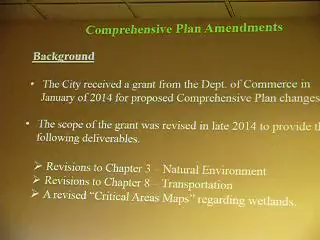 Comprehensive Plan Amendments
Background
• The City received a grant from the Dept. of Commerce in
January of 2014 for proposed Comprehensive Plan changes
• The scope of the grant was revised in late 2014 to provide
following deliverables.
➢ Revisions to Chapter 3 – Natural Environment
➢ Revisions to Chapter 8 – Transportation
➢ A revised "Critical Areas Maps" regarding wetlands.